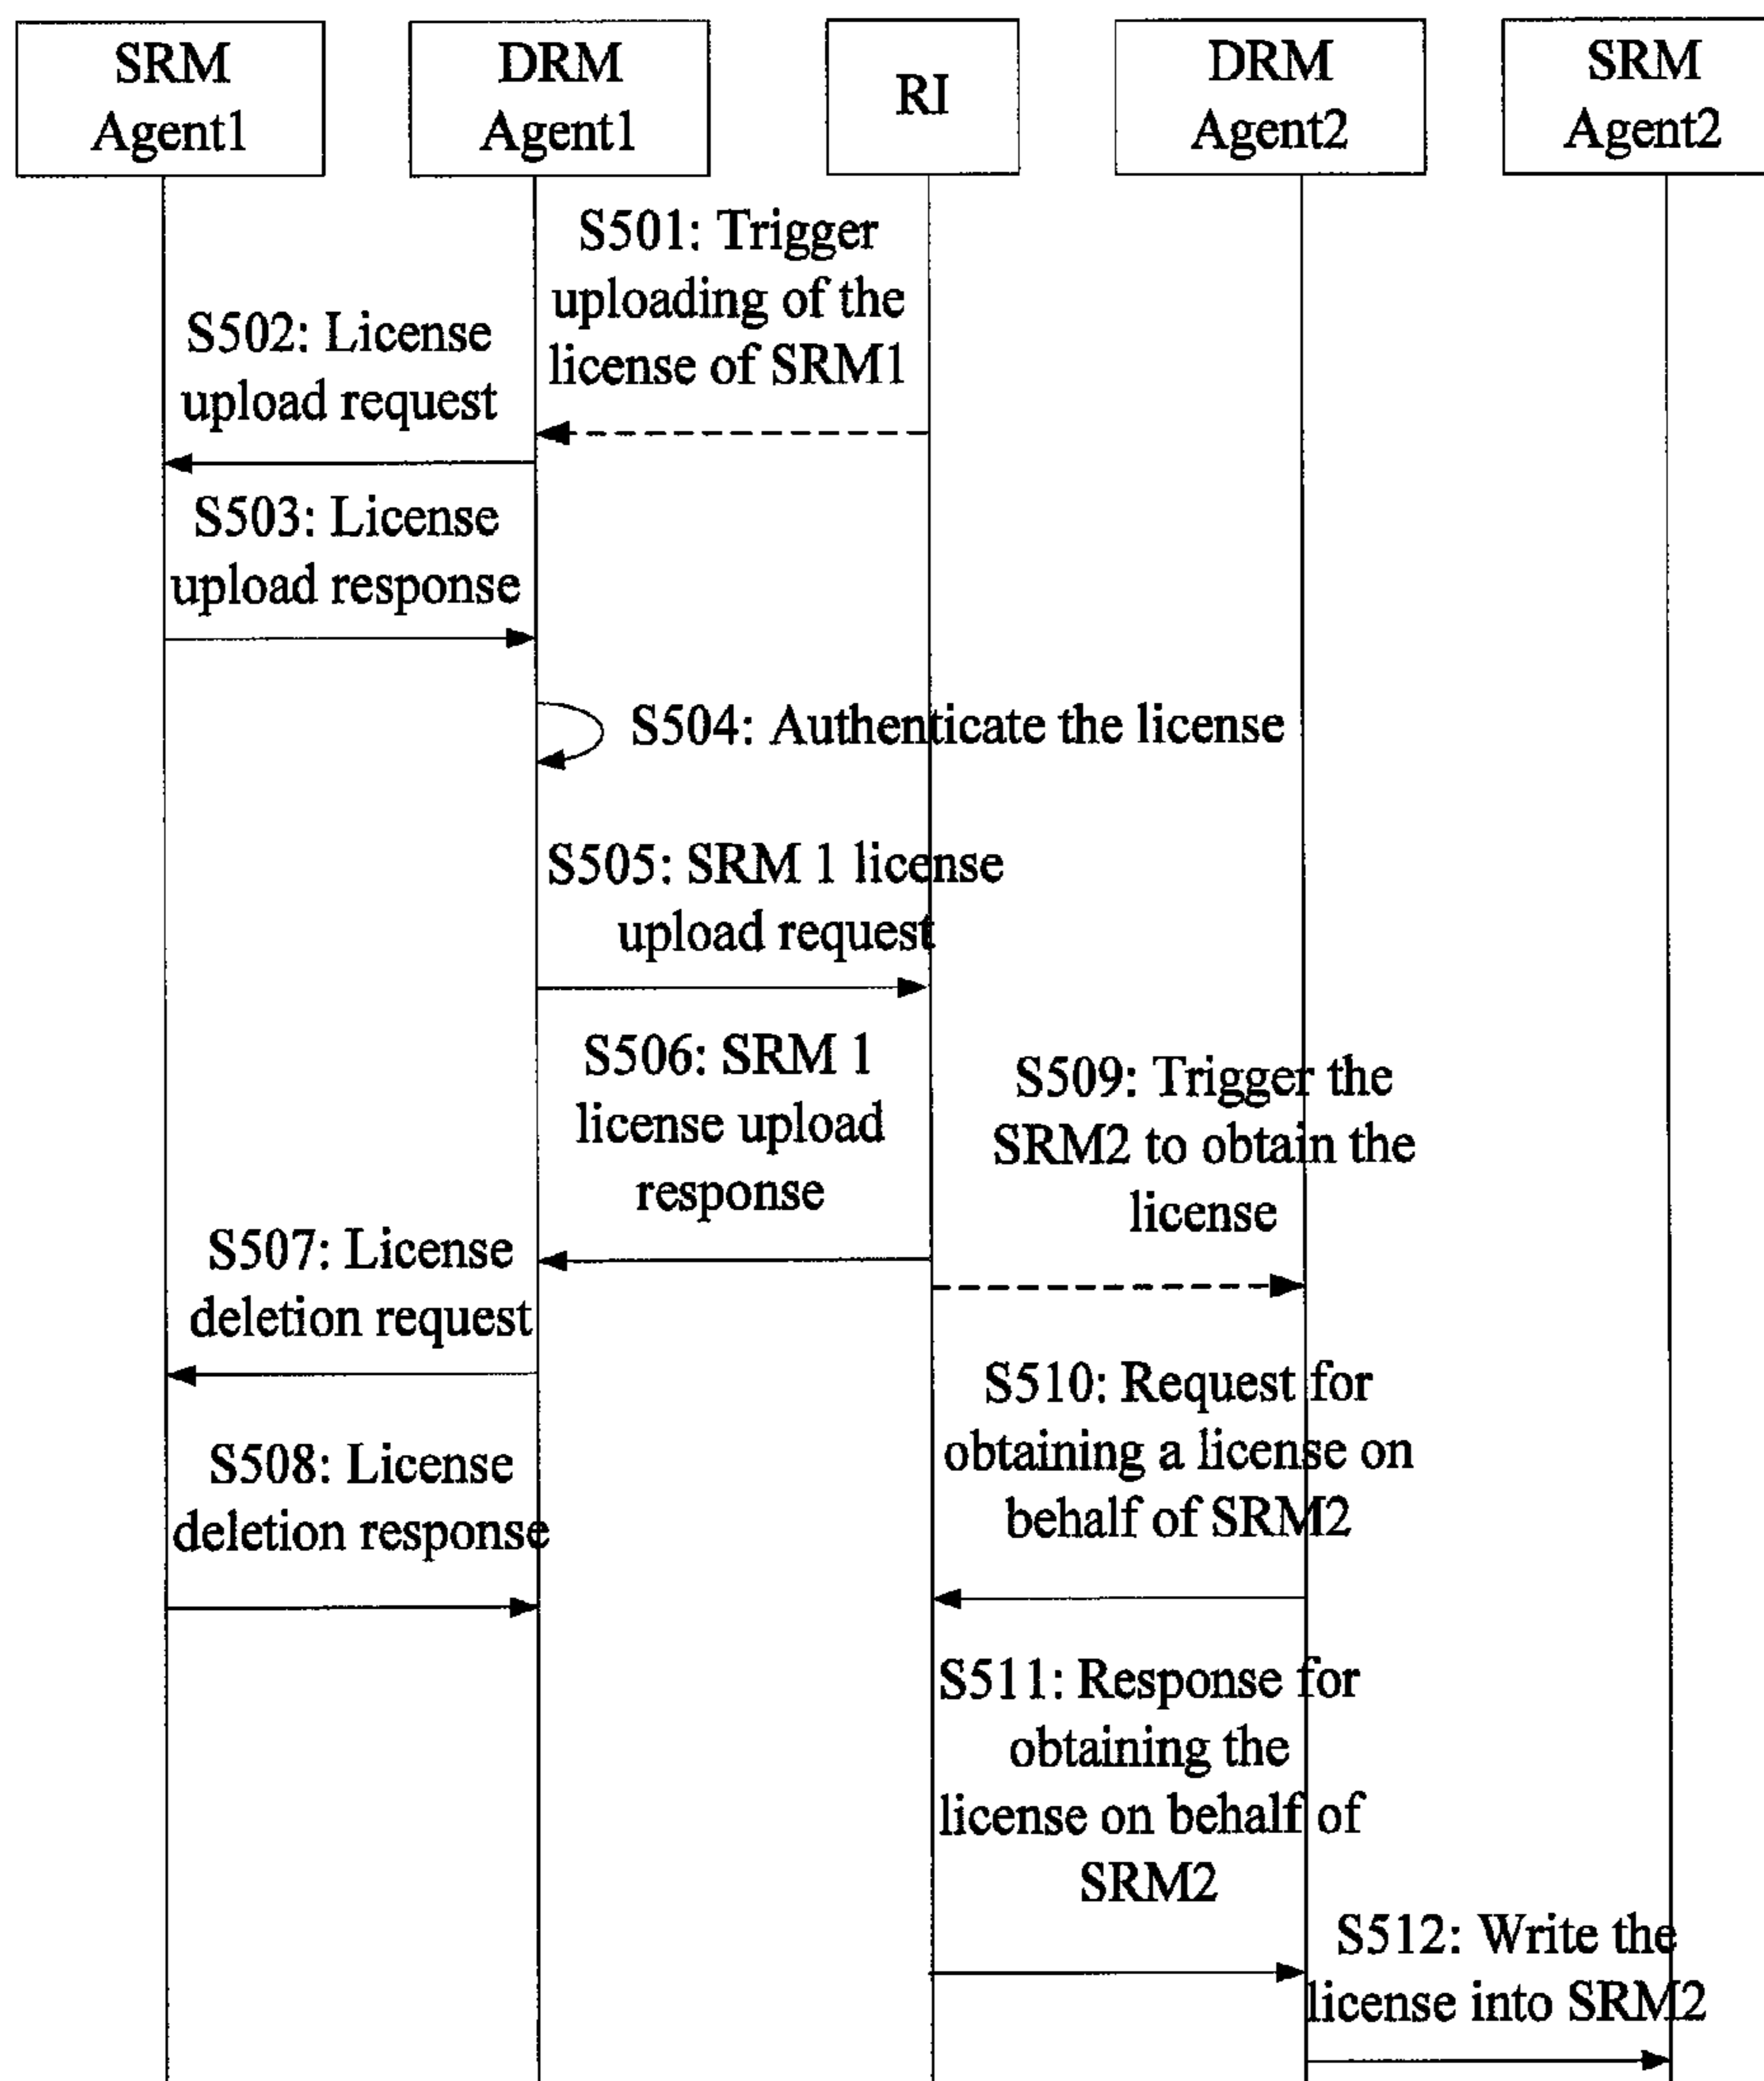 SRM
Agent1
DRM
Agent1
RI
DRM
Agent2
SRM
Agent2
S501: Trigger
uploading of the
license of SRM1
S502: License
upload request
S503: License
upload response
S504: Authenticate the license
S505: SRM 1 license
upload request
S506: SRM 1
license upload
response
S509: Trigger the
SRM2 to obtain the
license
S507: License
deletion request
S510: Request for
obtaining a license on
behalf of SRM2
S508: License
deletion response
S511: Response for
obtaining the
license on behalf of
SRM2
S512: Write the
license into SRM2